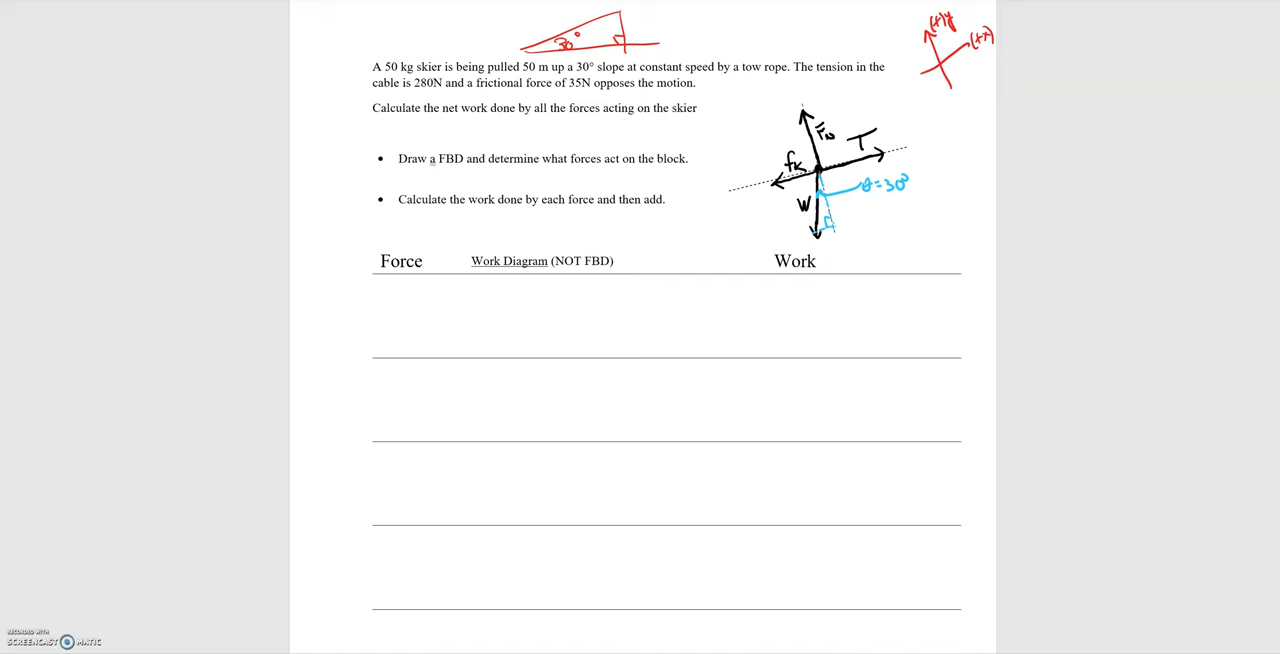 30°
(+)y
(+x)
A 50 kg skier is being pulled 50 m up a 30° slope at constant speed by a tow rope. The tension in the
cable is 280N and a frictional force of 35N opposes the motion.
Calculate the net work done by all the forces acting on the skier
FN
T
fk
θ=30°
W
• Draw a FBD and determine what forces act on the block.
• Calculate the work done by each force and then add.
Force Work Diagram (NOT FBD) Work
RECORDED WITH
SCREENCAST MATIC